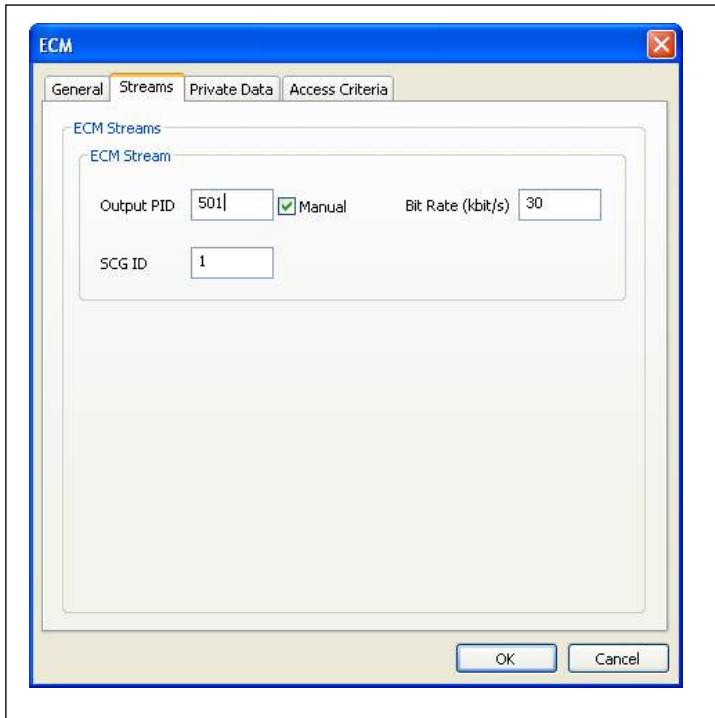 ECM
General Streams Private Data Access Criteria
ECM Streams
ECM Stream
Output PID 501 Manual Bit Rate (kbit/s) 30
SCG ID 1
OK Cancel